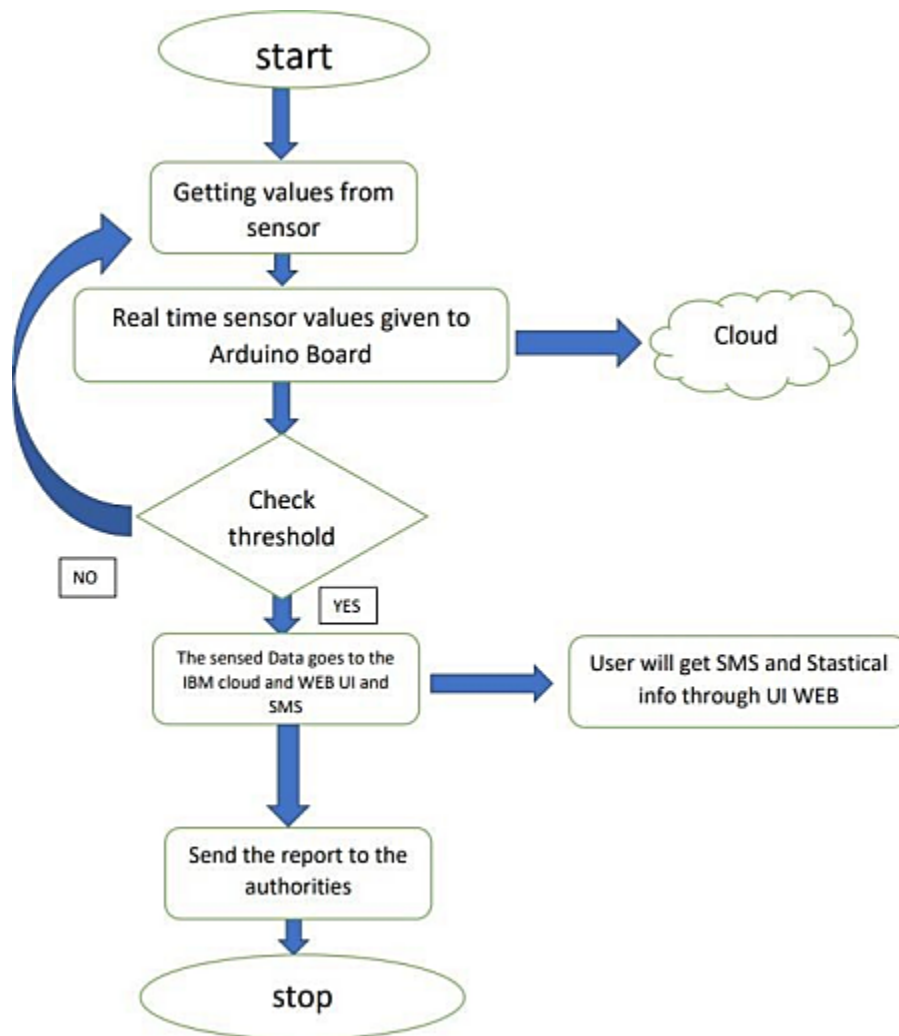 start
Getting values from
sensor
Real time sensor values given to
Arduino Board
Cloud
Check
threshold
NO
YES
The sensed Data goes to the
IBM cloud and WEB UI and
SMS
User will get SMS and Stastical
info through UI WEB
Send the report to the
authorities
stop